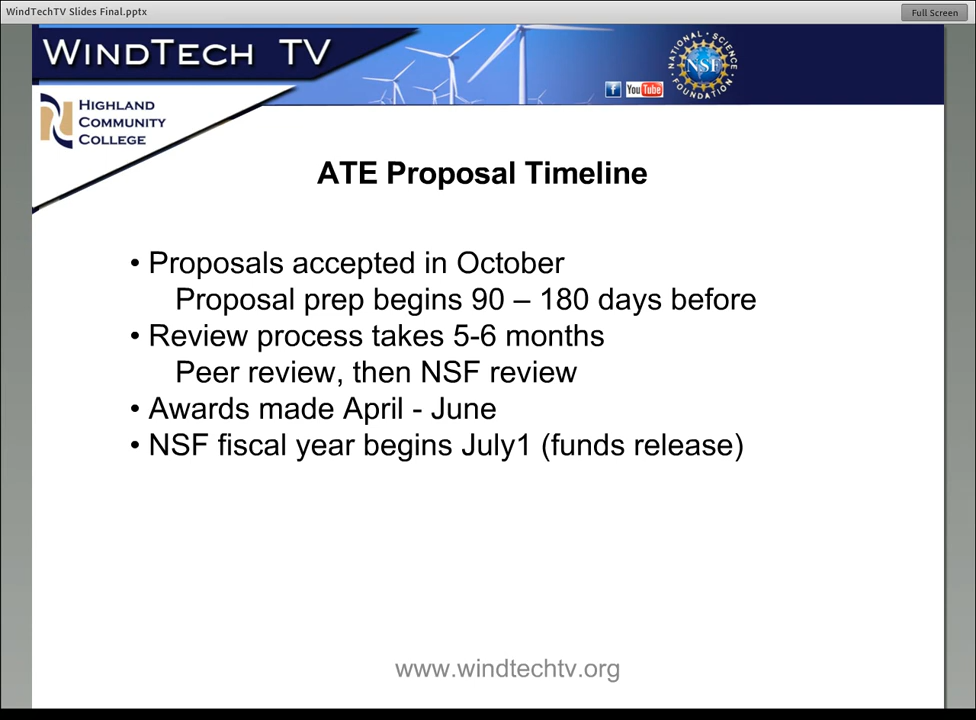 WindTechTV Slides Final.pptx
Full Screen
WINDTECH TV
NATIONAL SCIENCE FOUNDATION
NSF
f
You Tube
HIGHLAND
COMMUNITY
COLLEGE
ATE Proposal Timeline
• Proposals accepted in October
Proposal prep begins 90 – 180 days before
• Review process takes 5-6 months
Peer review, then NSF review
• Awards made April - June
• NSF fiscal year begins July1 (funds release)
www.windtechtv.org